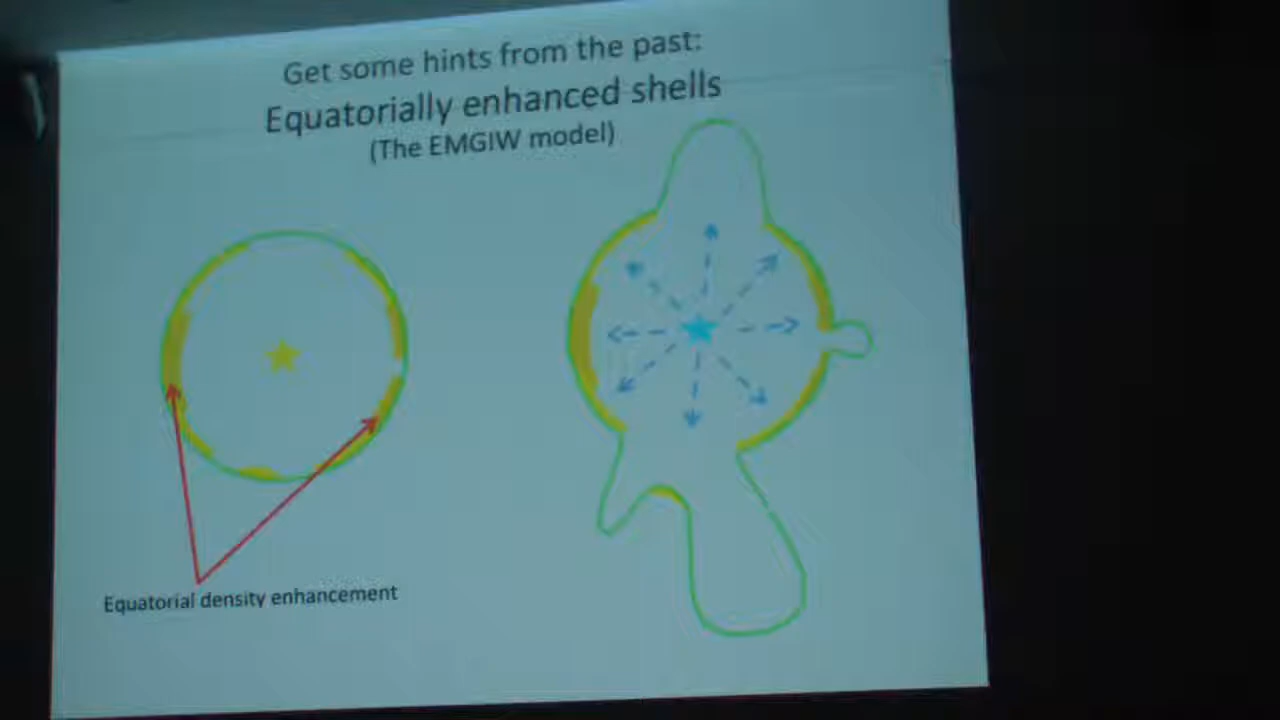 Get some hints from the past:
Equatorially enhanced shells
(The EMGIW model)
Equatorial density enhancement